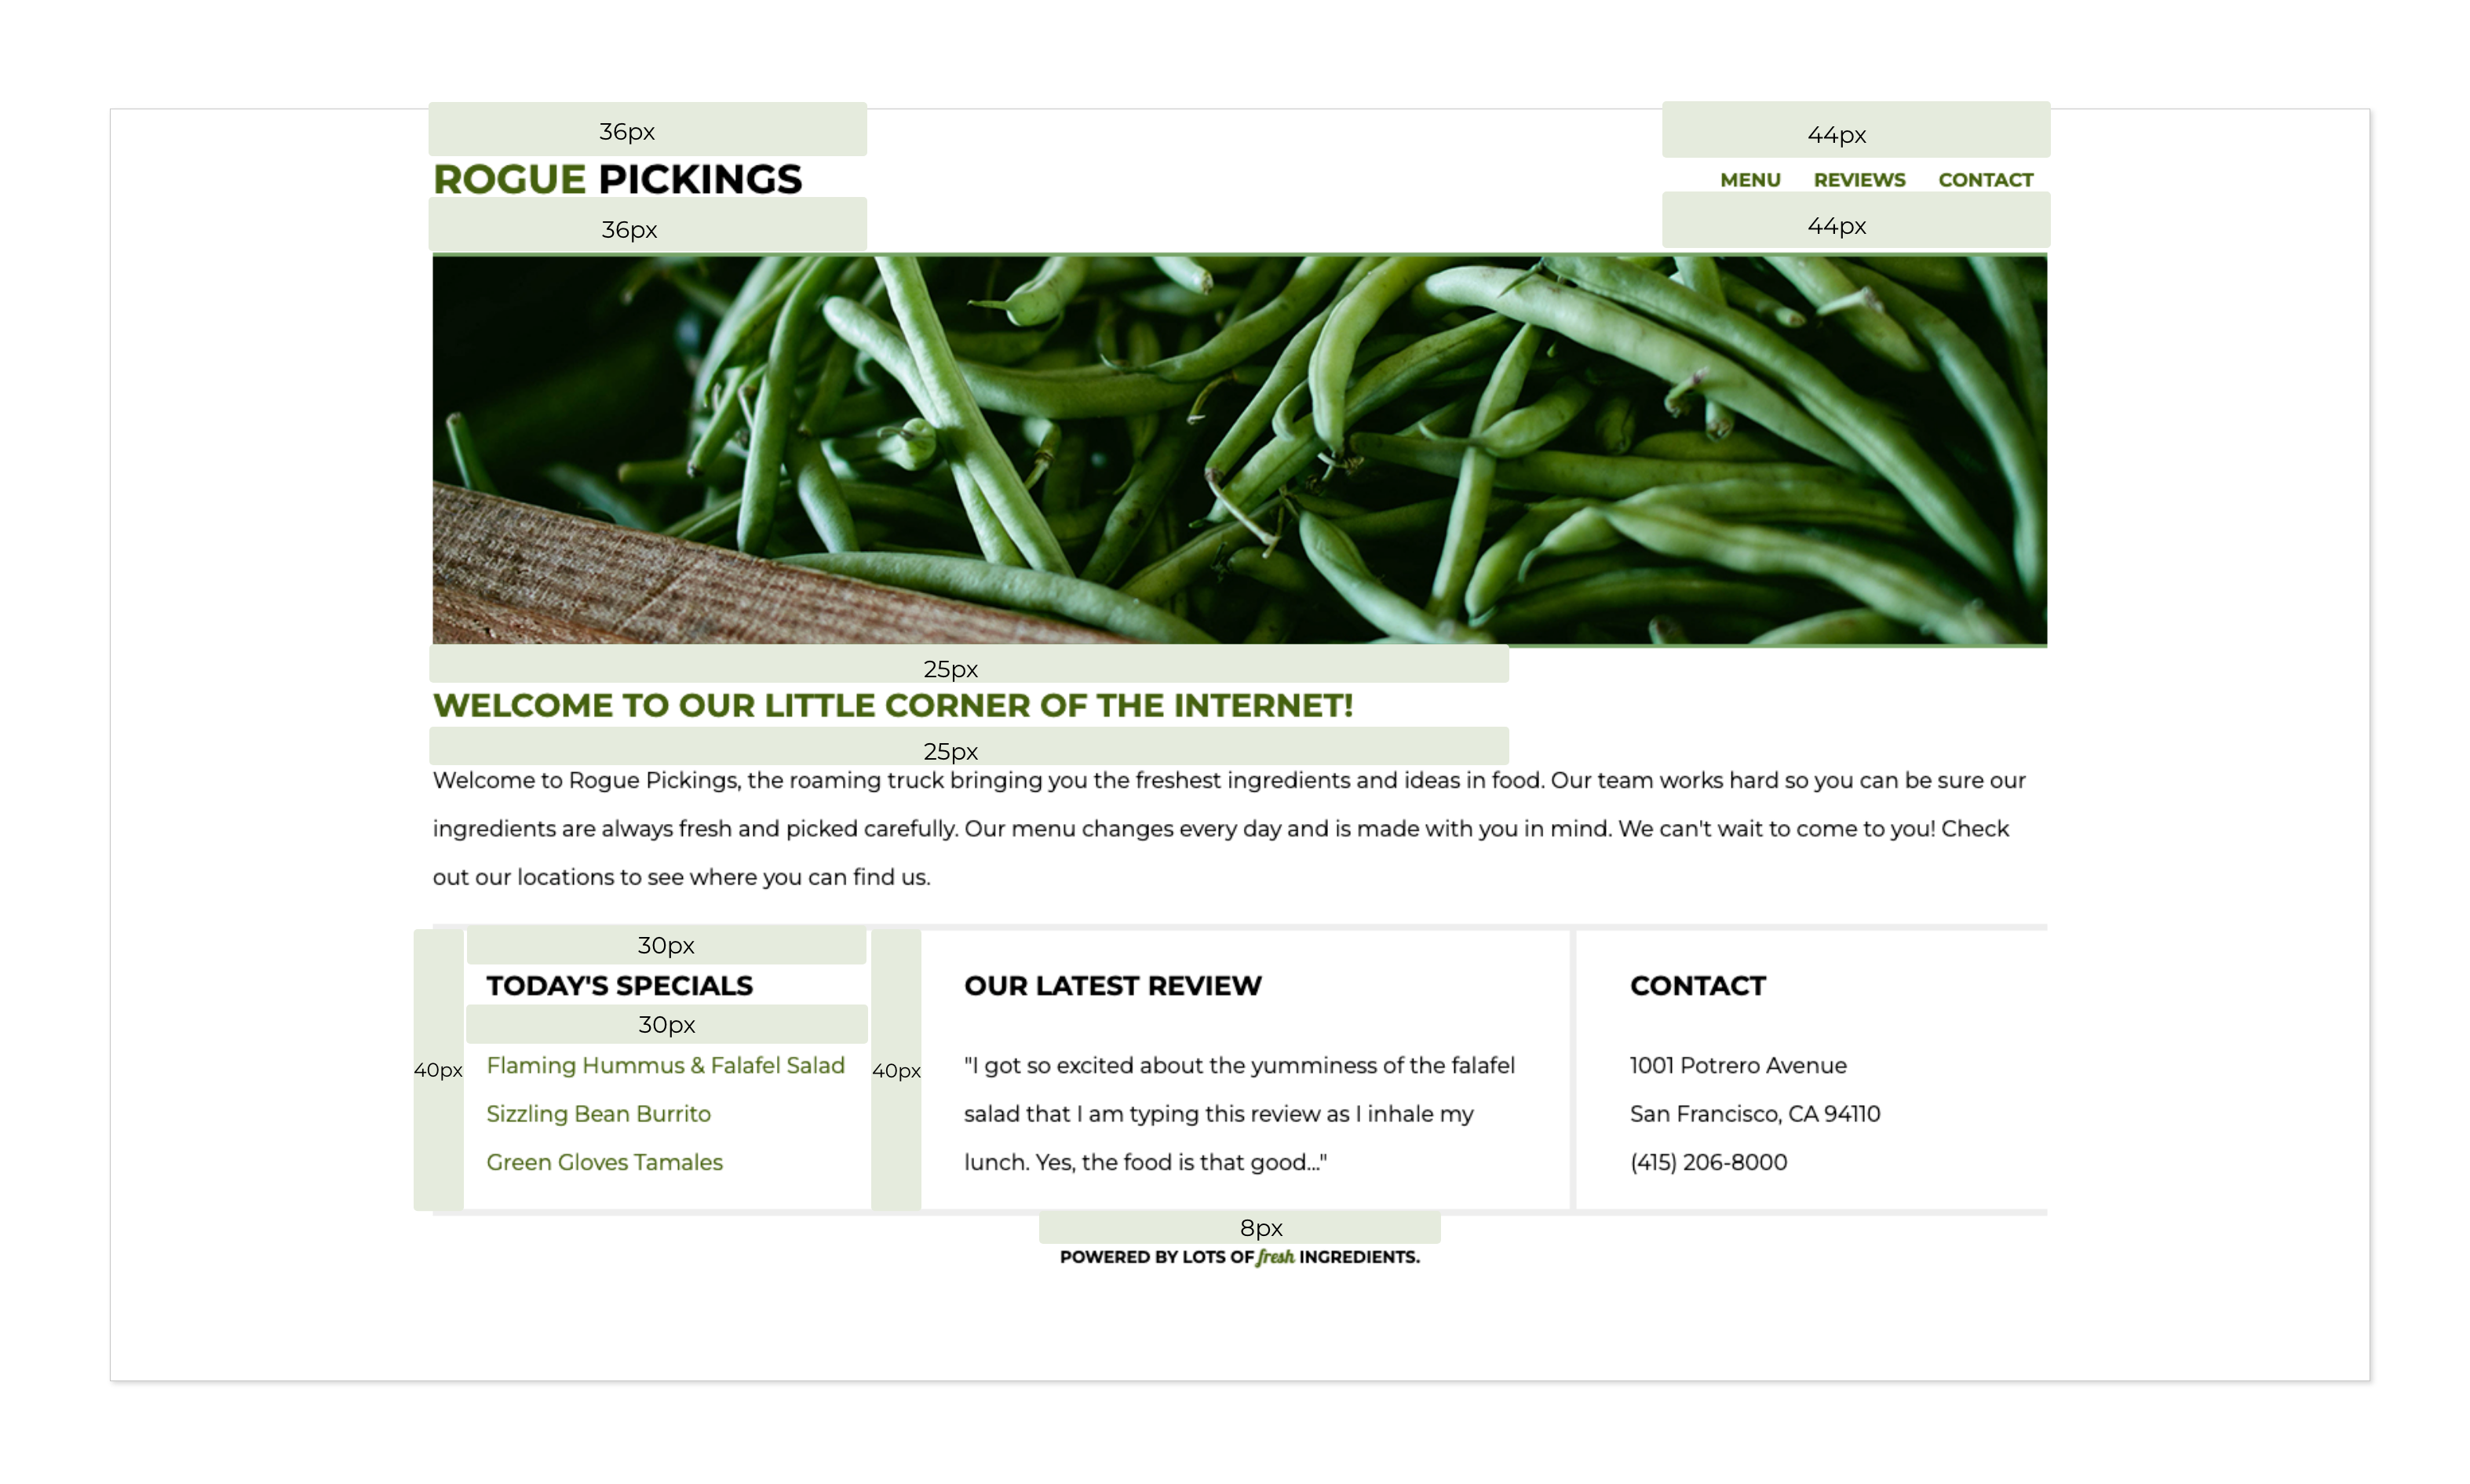 36px
44px
ROGUE PICKINGS
MENU REVIEWS CONTACT
36px
44px
25px
WELCOME TO OUR LITTLE CORNER OF THE INTERNET!
25px
Welcome to Rogue Pickings, the roaming truck bringing you the freshest ingredients and ideas in food. Our team works hard so you can be sure our
ingredients are always fresh and picked carefully. Our menu changes every day and is made with you in mind. We can't wait to come to you! Check
out our locations to see where you can find us.
30px
TODAY'S SPECIALS
30px
40px
Flaming Hummus & Falafel Salad
Sizzling Bean Burrito
Green Gloves Tamales
40px
OUR LATEST REVIEW
"I got so excited about the yumminess of the falafel
salad that I am typing this review as I inhale my
lunch. Yes, the food is that good..."
CONTACT
1001 Potrero Avenue
San Francisco, CA 94110
(415) 206-8000
8px
POWERED BY LOTS OF fresh INGREDIENTS.